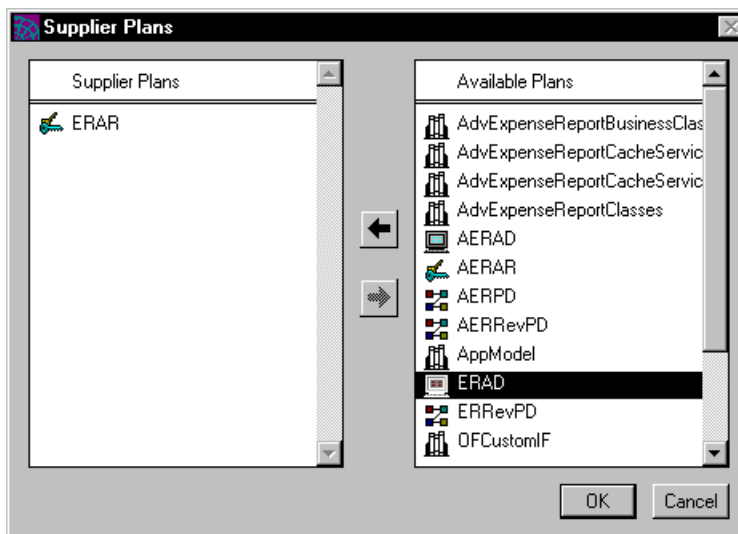 Supplier Plans
Supplier Plans
ERAR
Available Plans
AdvExpenseReportBusinessClas
AdvExpenseReportCacheServic
AdvExpenseReportCacheServic
AdvExpenseReportClasses
AERAD
AERAR
AERPD
AERRevPD
AppModel
ERAD
ERRevPD
OFCustomIF
OK
Cancel